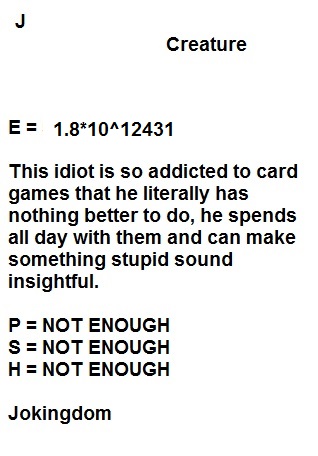 J
Creature
E = 1.8*10^12431
This idiot is so addicted to card
games that he literally has
nothing better to do, he spends
all day with them and can make
something stupid sound
insightful.
P = NOT ENOUGH
S = NOT ENOUGH
H = NOT ENOUGH
Jokingdom